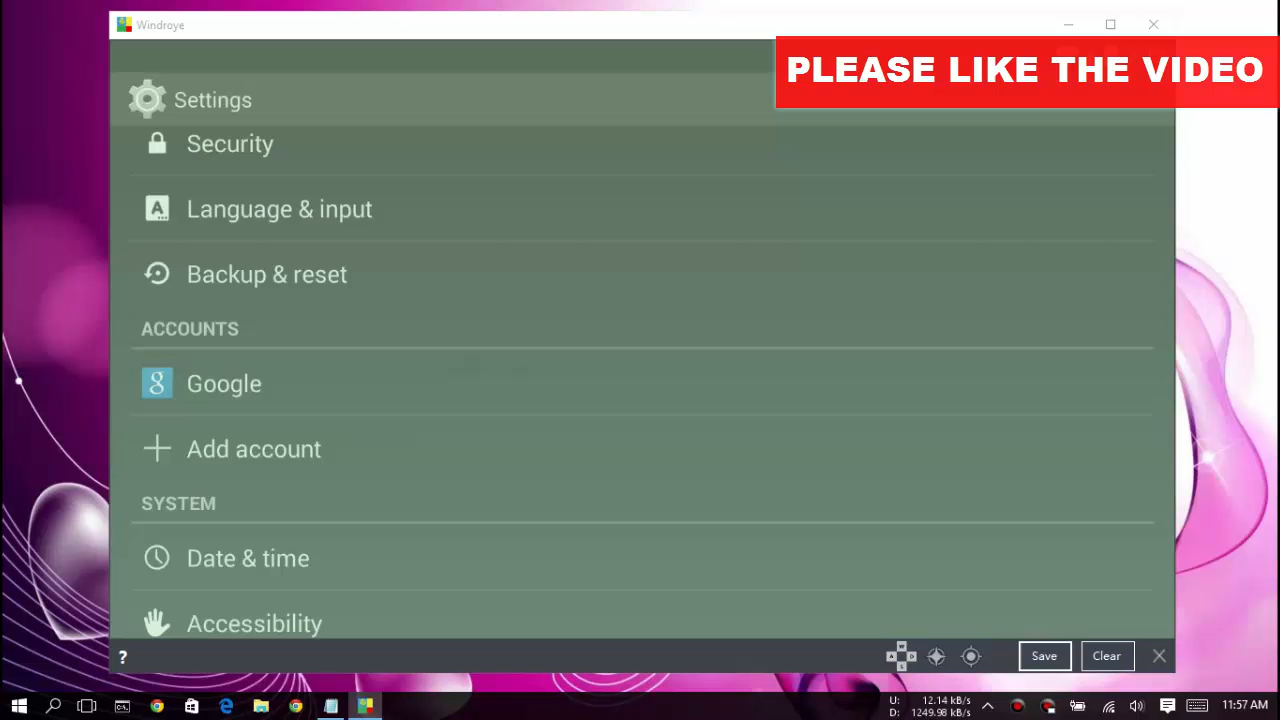 Windroye
PLEASE LIKE THE VIDEO
Settings
Security
Language & input
Backup & reset
ACCOUNTS
Google
Add account
SYSTEM
Date & time
Accessibility
?
W
A D
S
Save
Clear
U: 12.14 kB/s
D: 1249.98 kB/s
11:57 AM